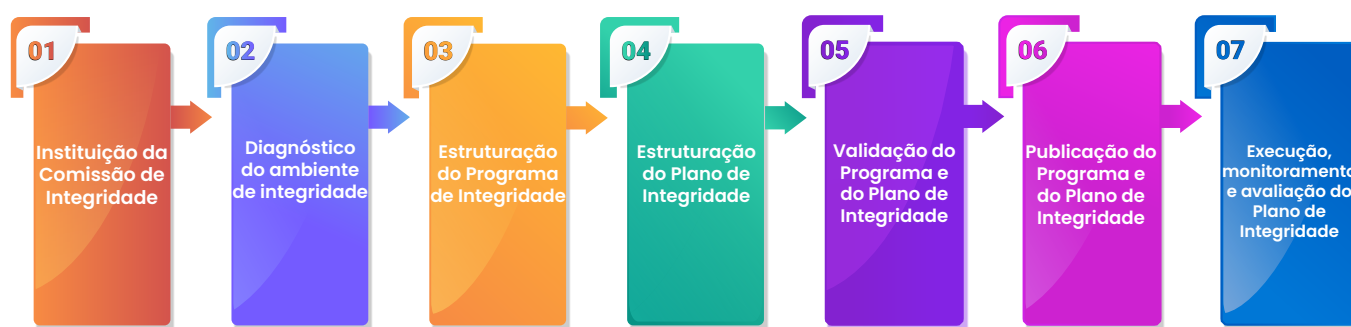 01
Instituição da
Comissão de
Integridade
02
Diagnóstico
do ambiente
de integridade
03
Estruturação
do Programa
de Integridade
04
Estruturação
do Plano de
Integridade
05
Validação do
Programa e
do Plano de
Integridade
06
Publicação do
Programa e
do Plano de
Integridade
07
Execução,
monitoramento
e avaliação do
Plano de
Integridade